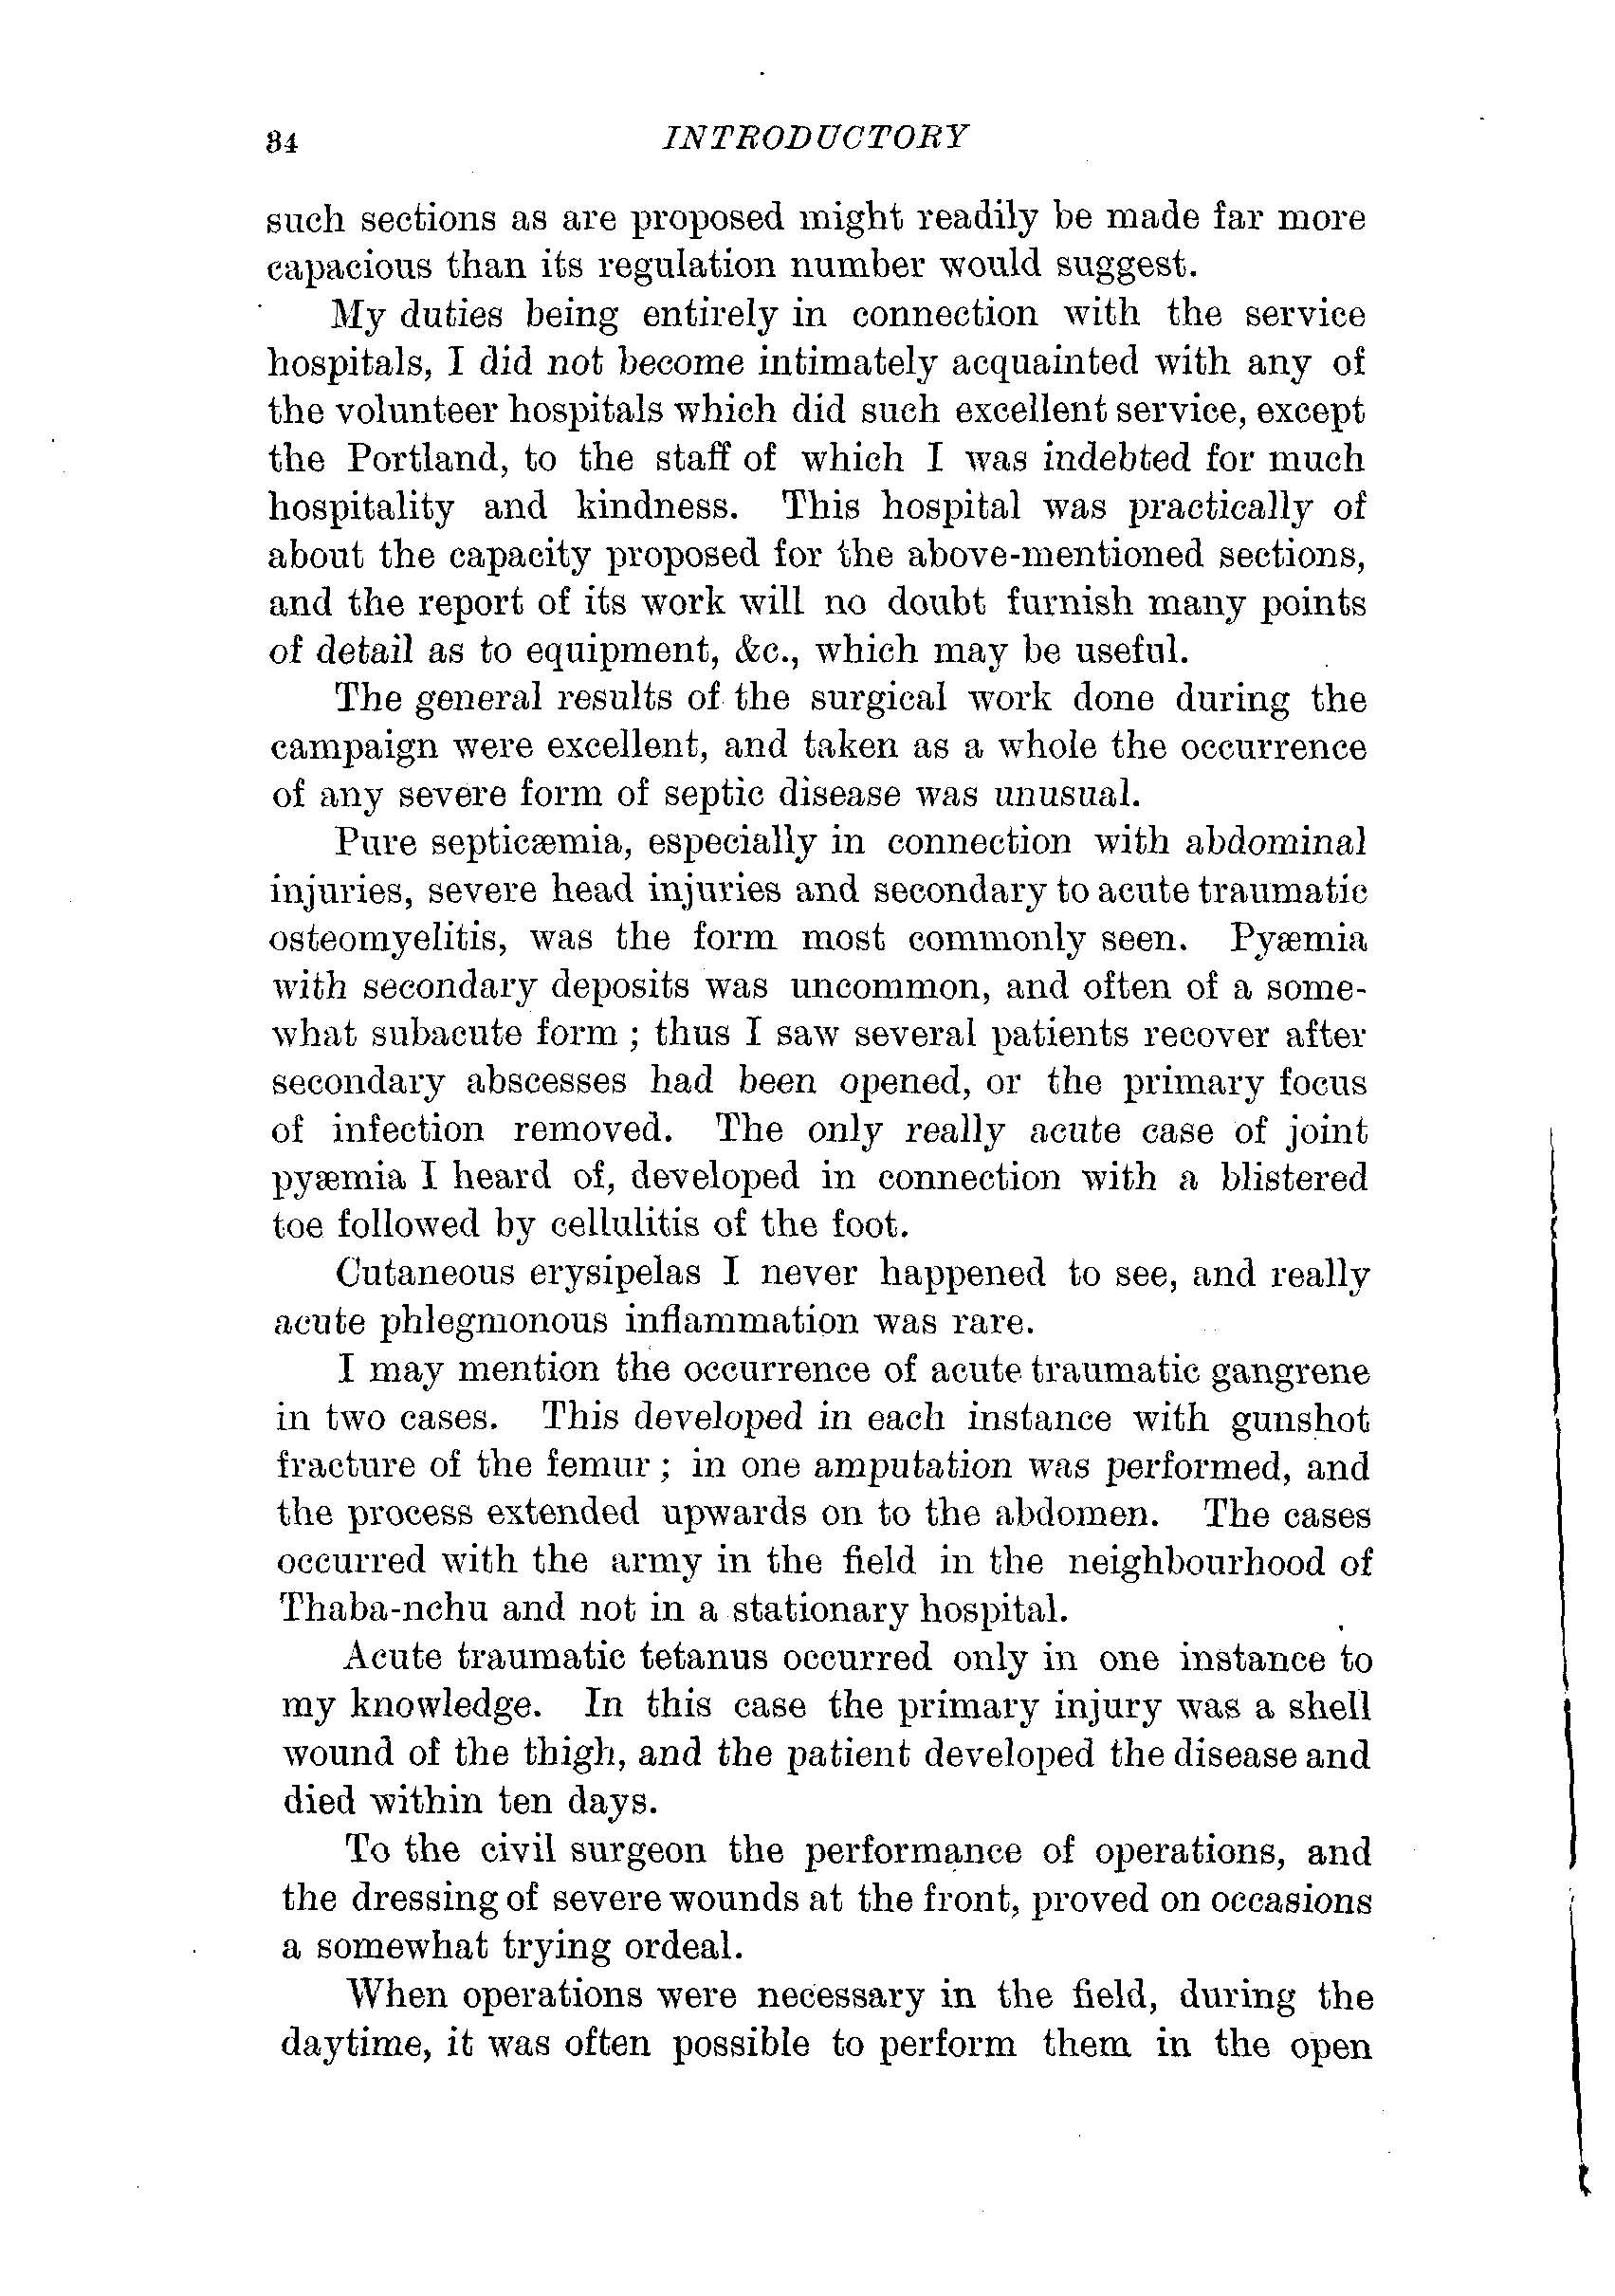 34 INTRODUCTORY
such sections as are proposed might readily be made far more
capacious than its regulation number would suggest.
My duties being entirely in connection with the service
hospitals, I did not become intimately acquainted with any of
the volunteer hospitals which did such excellent service, except
the Portland, to the staff of which I was indebted for much
hospitality and kindness. This hospital was practically of
about the capacity proposed for the above-mentioned sections,
and the report of its work will no doubt furnish many points
of detail as to equipment, &c., which may be useful.
The general results of the surgical work done during the
campaign were excellent, and taken as a whole the occurrence
of any severe form of septic disease was unusual.
Pure septicæmia, especially in connection with abdominal
injuries, severe head injuries and secondary to acute traumatic
osteomyelitis, was the form most commonly seen. Pyæmia
with secondary deposits was uncommon, and often of a some-
what subacute form ; thus I saw several patients recover after
secondary abscesses had been opened, or the primary focus
of infection removed. The only really acute case of joint
pyæmia I heard of, developed in connection with a blistered
toe followed by cellulitis of the foot.
Cutaneous erysipelas I never happened to see, and really
acute phlegmonous inflammation was rare.
I may mention the occurrence of acute traumatic gangrene
in two cases. This developed in each instance with gunshot
fracture of the femur ; in one amputation was performed, and
the process extended upwards on to the abdomen. The cases
occurred with the army in the field in the neighbourhood of
Thaba-nchu and not in a stationary hospital.
Acute traumatic tetanus occurred only in one instance to
my knowledge. In this case the primary injury was a shell
wound of the thigh, and the patient developed the disease and
died within ten days.
To the civil surgeon the performance of operations, and
the dressing of severe wounds at the front, proved on occasions
a somewhat trying ordeal.
When operations were necessary in the field, during the
daytime, it was often possible to perform them in the open